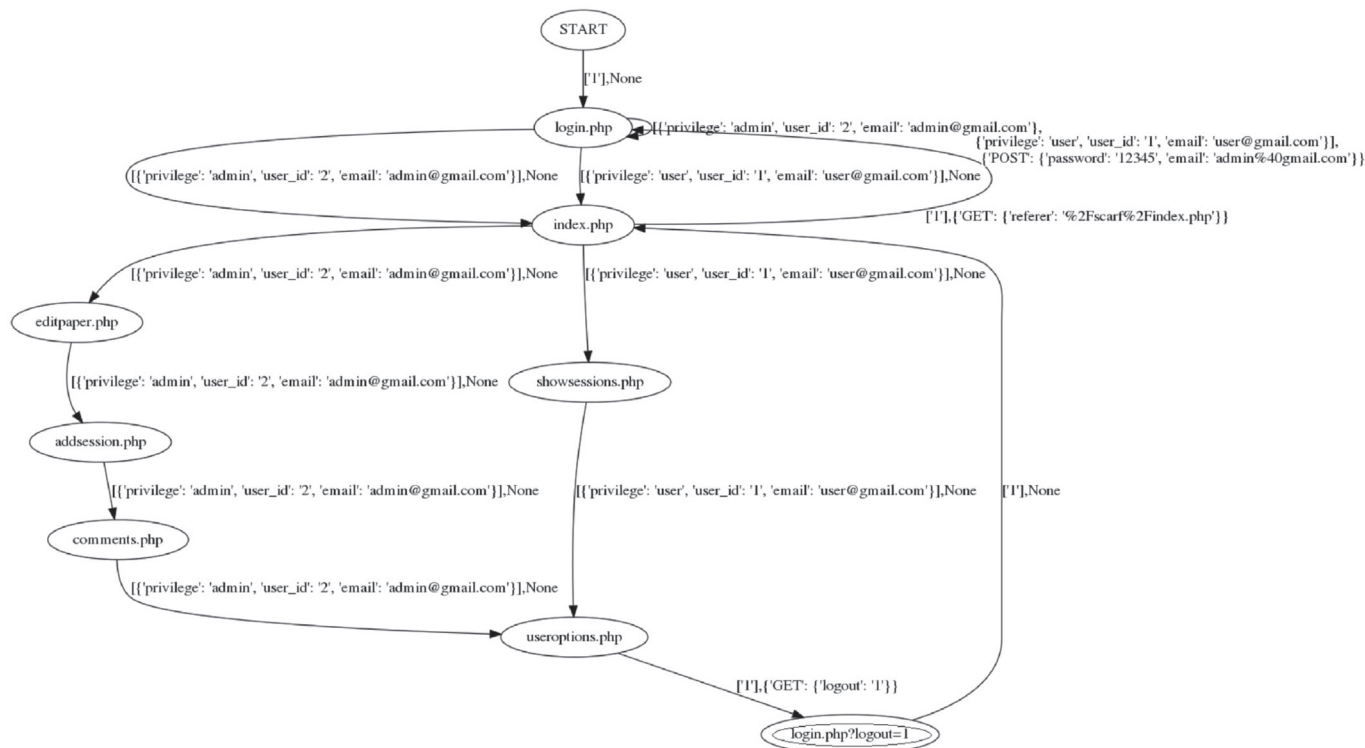 START
['1'],None
login.php
[{'privilege': 'admin', 'user_id': '2', 'email': 'admin@gmail.com'},
{'privilege': 'user', 'user_id': '1', 'email': 'user@gmail.com'}],
{'POST': {'password': '12345', 'email': 'admin%40gmail.com'}}
[{'privilege': 'admin', 'user_id': '2', 'email': 'admin@gmail.com'}],None
[{'privilege': 'user', 'user_id': '1', 'email': 'user@gmail.com'}],None
['1'],{'GET': {'referer': '%2Fscarf%2Findex.php'}}
index.php
[{'privilege': 'admin', 'user_id': '2', 'email': 'admin@gmail.com'}],None
[{'privilege': 'user', 'user_id': '1', 'email': 'user@gmail.com'}],None
editpaper.php
[{'privilege': 'admin', 'user_id': '2', 'email': 'admin@gmail.com'}],None
showsessions.php
addsession.php
[{'privilege': 'admin', 'user_id': '2', 'email': 'admin@gmail.com'}],None
[{'privilege': 'user', 'user_id': '1', 'email': 'user@gmail.com'}],None
['1'],None
comments.php
[{'privilege': 'admin', 'user_id': '2', 'email': 'admin@gmail.com'}],None
useroptions.php
['1'],{'GET': {'logout': '1'}}
login.php?logout=1